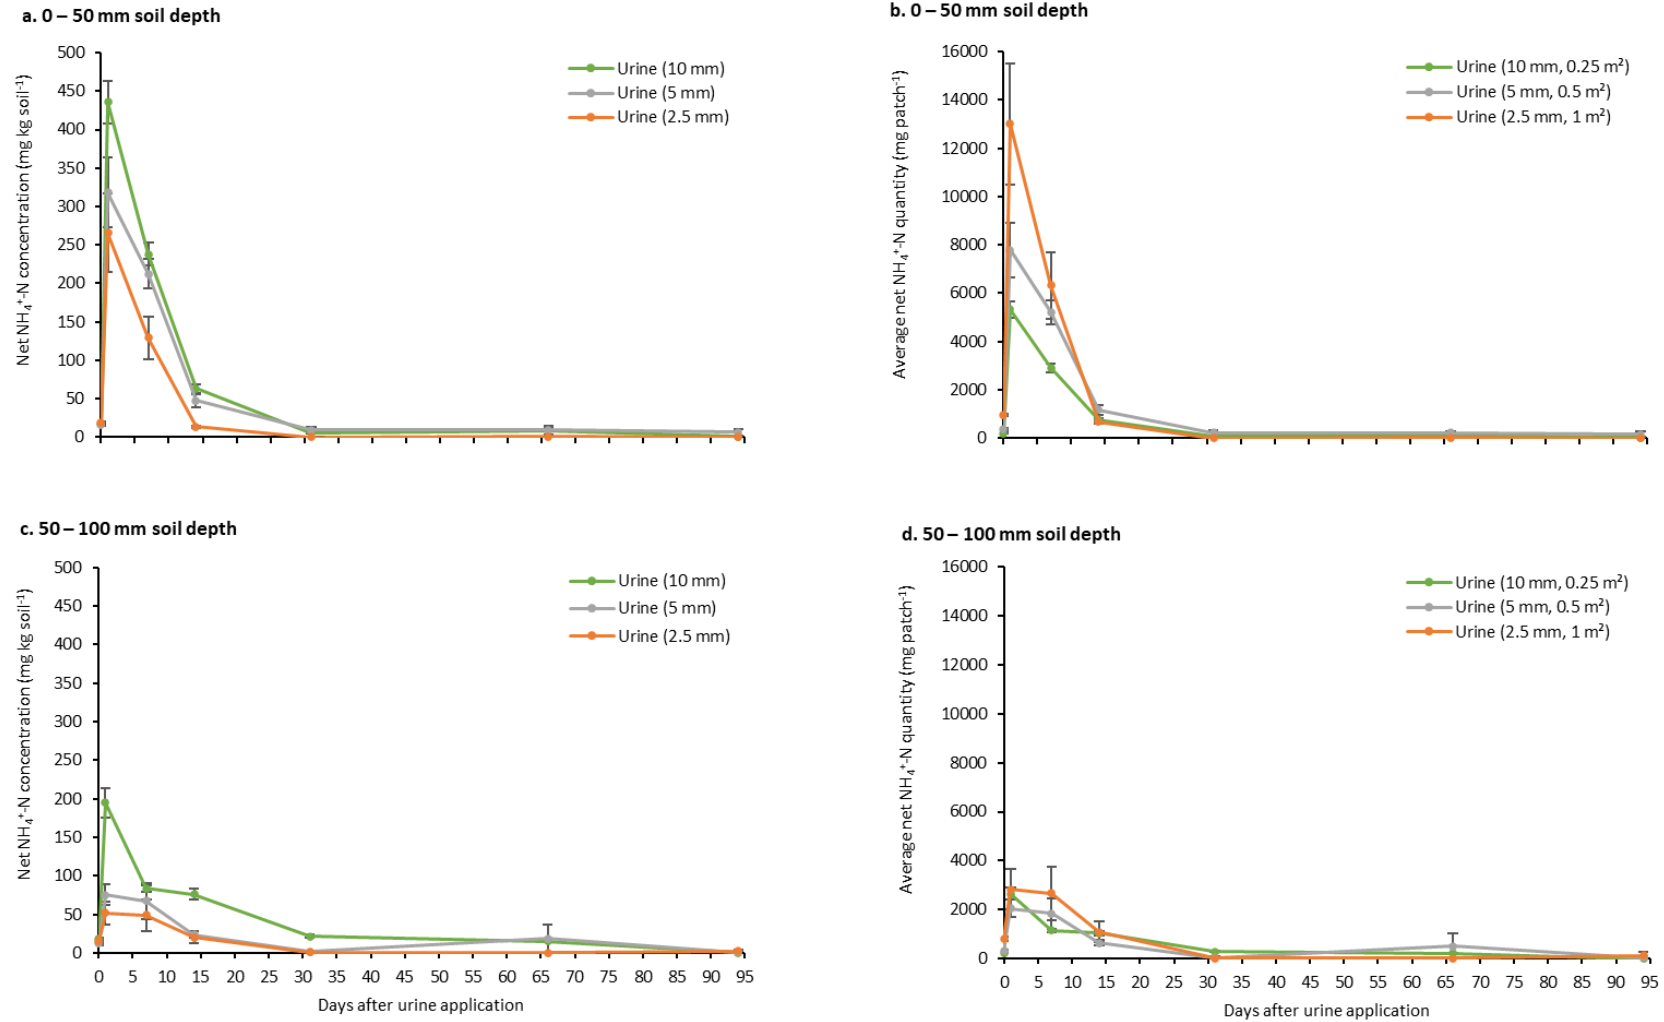 a. 0 – 50 mm soil depth
Net NH₄⁺-N concentration (mg kg soil⁻¹)
500
450
400
350
300
250
200
150
100
50
0
Urine (10 mm)
Urine (5 mm)
Urine (2.5 mm)
b. 0 – 50 mm soil depth
Average net NH₄⁺-N quantity (mg patch⁻¹)
16000
14000
12000
10000
8000
6000
4000
2000
0
Urine (10 mm, 0.25 m²)
Urine (5 mm, 0.5 m²)
Urine (2.5 mm, 1 m²)
c. 50 – 100 mm soil depth
Net NH₄⁺-N concentration (mg kg soil⁻¹)
500
450
400
350
300
250
200
150
100
50
0
Urine (10 mm)
Urine (5 mm)
Urine (2.5 mm)
0 5 10 15 20 25 30 35 40 45 50 55 60 65 70 75 80 85 90 95
Days after urine application
d. 50 – 100 mm soil depth
Average net NH₄⁺-N quantity (mg patch⁻¹)
16000
14000
12000
10000
8000
6000
4000
2000
0
Urine (10 mm, 0.25 m²)
Urine (5 mm, 0.5 m²)
Urine (2.5 mm, 1 m²)
0 5 10 15 20 25 30 35 40 45 50 55 60 65 70 75 80 85 90 95
Days after urine application